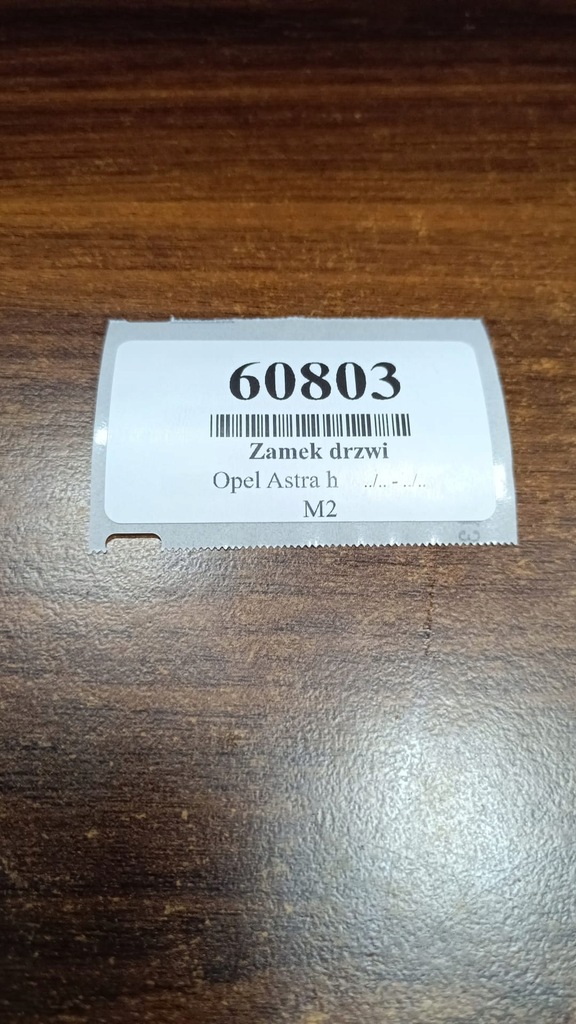 60803
Zamek drzwi
Opel Astra h ../.. - ../..
M2